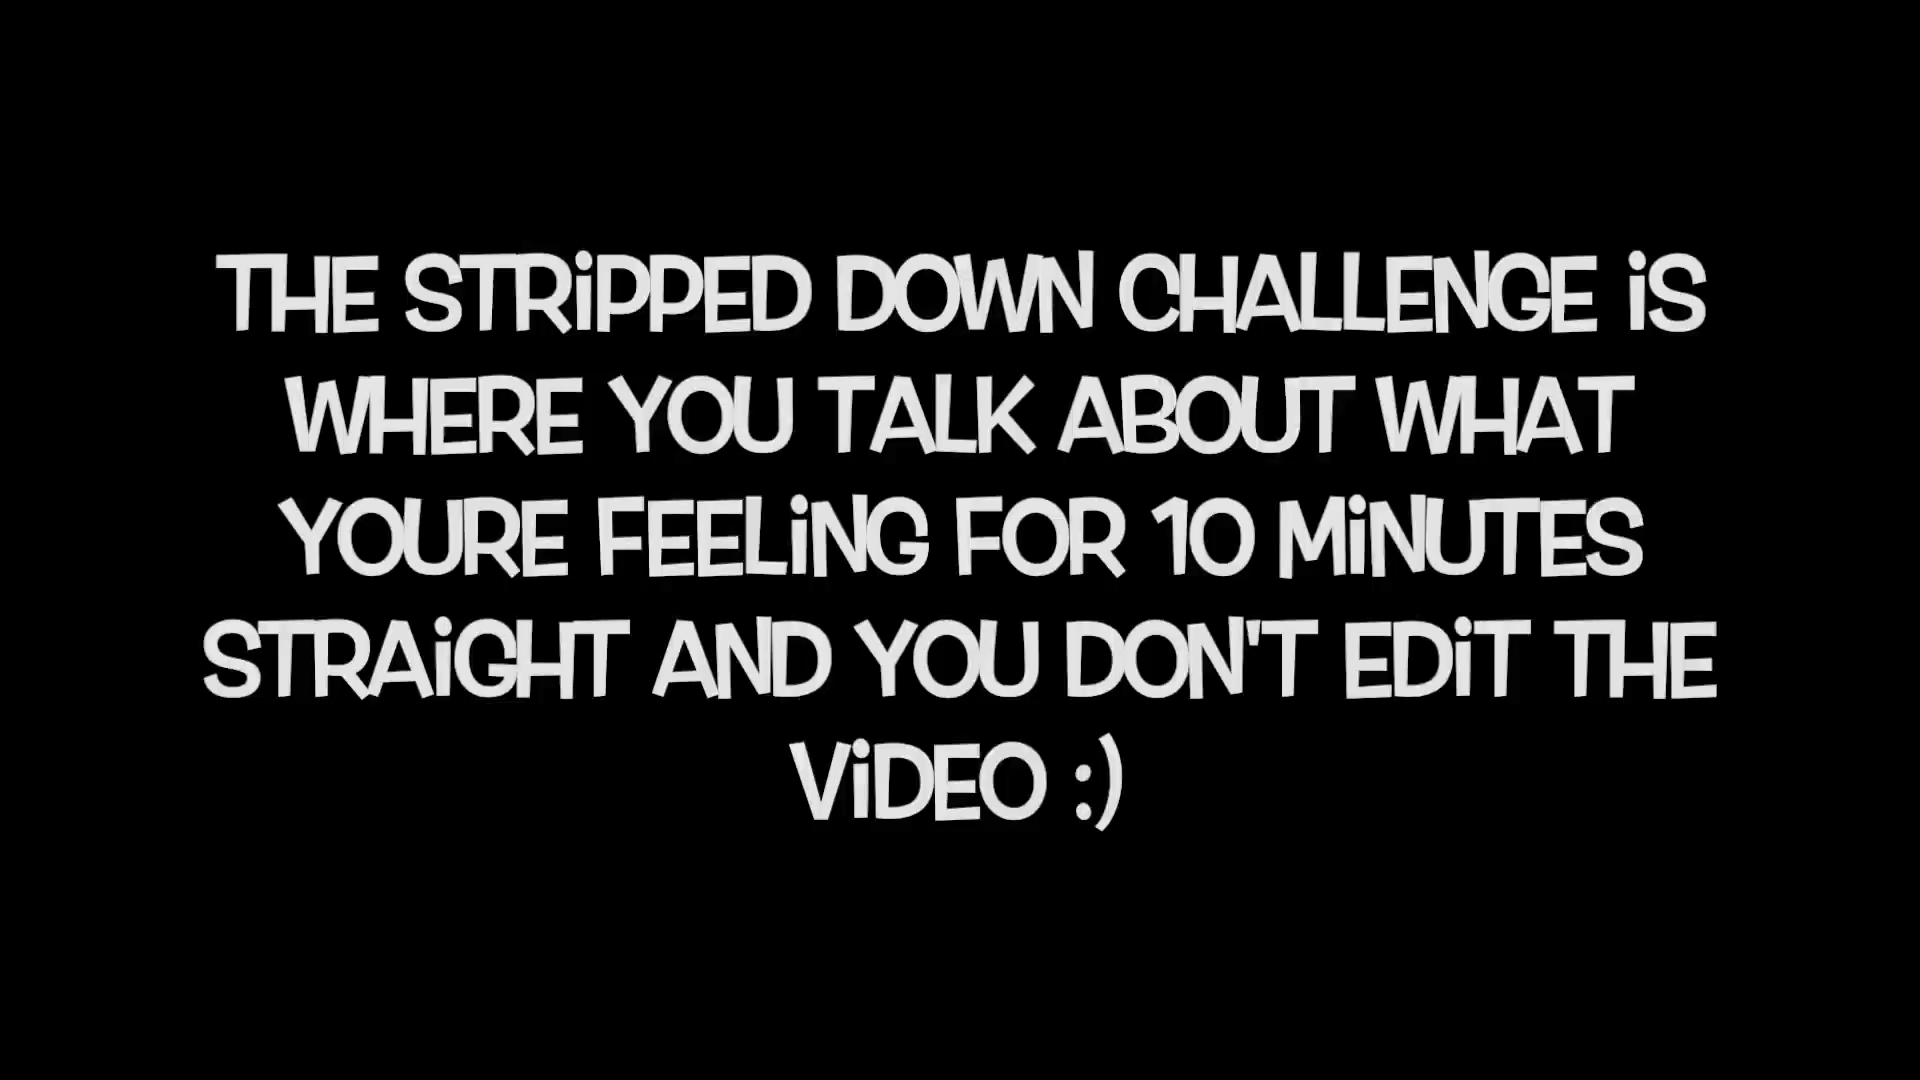 THE STRiPPED DOWN CHALLENGE iS
WHERE YOU TALK ABOUT WHAT
YOURE FEELiNG FOR 10 MiNUTES
STRAiGHT AND YOU DON'T EDiT THE
ViDEO :)